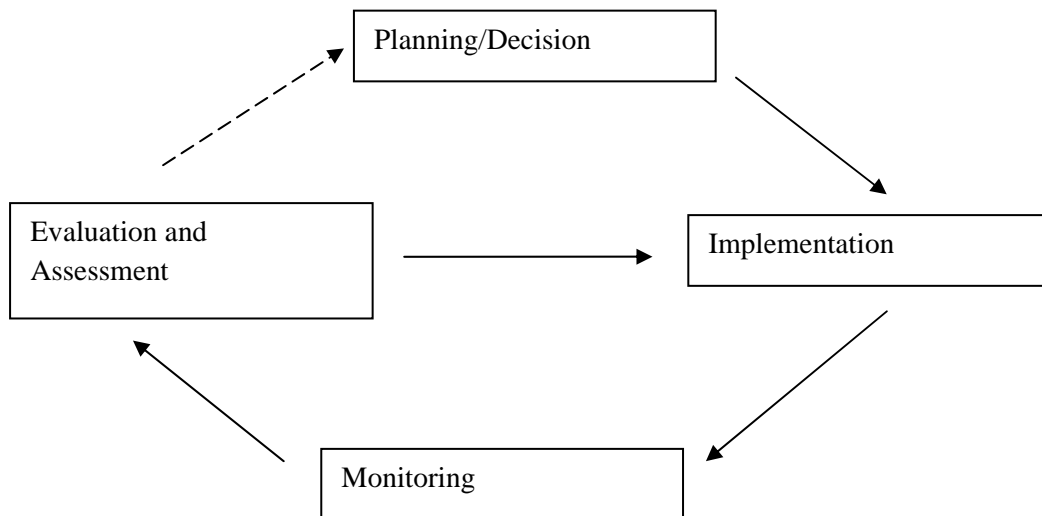 Planning/Decision
Evaluation and
Assessment
Implementation
Monitoring